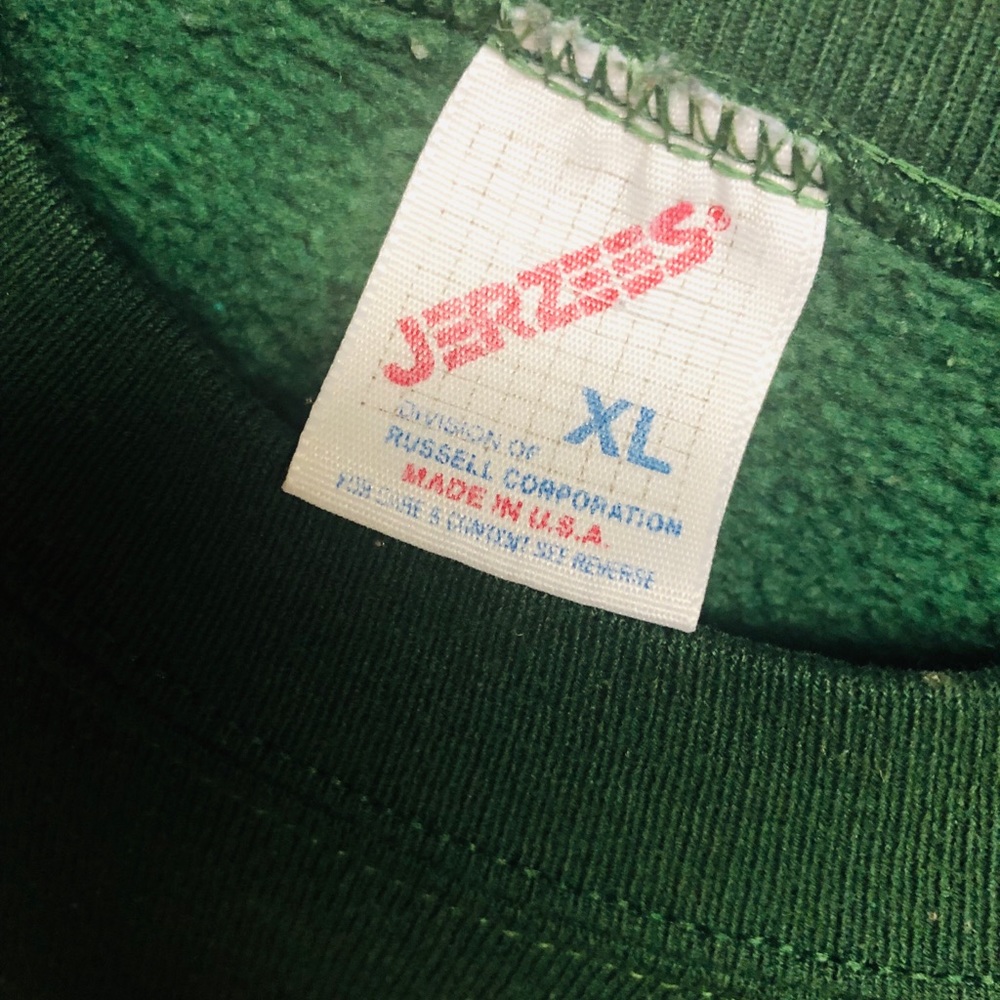 JERZEES®
XL
DIVISION OF
RUSSELL CORPORATION
MADE IN U.S.A.
FOR CARE & CONTENT SEE REVERSE